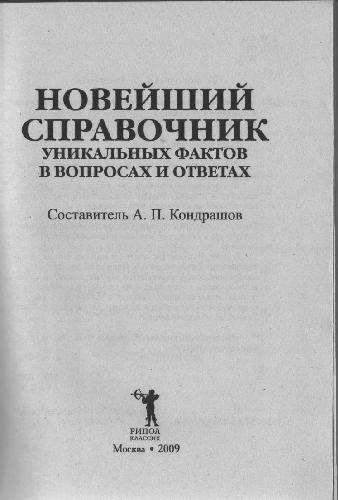 НОВЕЙШИЙ
СПРАВОЧНИК
УНИКАЛЬНЫХ ФАКТОВ
В ВОПРОСАХ И ОТВЕТАХ
Составитель А. П. Кондрашов
РИПОЛ
КЛАССИК
Москва • 2009